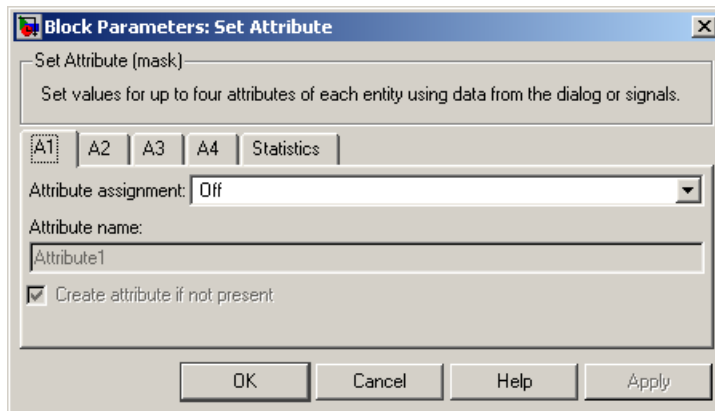 Block Parameters: Set Attribute
Set Attribute (mask)
Set values for up to four attributes of each entity using data from the dialog or signals.
A1 A2 A3 A4 Statistics
Attribute assignment: Off
Attribute name:
Attribute1
Create attribute if not present
OK Cancel Help Apply